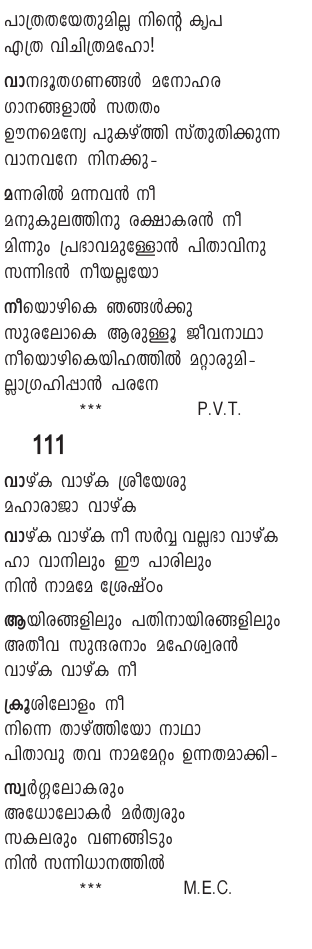 പാത്രതയേതുമില്ല നിന്റെ കൃപ
എത്ര വിചിത്രമഹോ!
വാനദൂതഗണങ്ങൾ മനോഹര
ഗാനങ്ങളാൽ സതതം
ഊനമെന്യേ പുകഴ്ത്തി സ്തുതിക്കുന്ന
വാനവനേ നിനക്കു-
മന്നരിൽ മന്നവൻ നീ
മനുകുലത്തിനു രക്ഷാകരൻ നീ
മിന്നും പ്രഭാവമുള്ളോൻ പിതാവിനു
സന്നിഭൻ നീയല്ലയോ
നീയൊഴികെ ഞങ്ങൾക്കു
സുരലോകെ ആരുള്ളൂ ജീവനാഥാ
നീയൊഴികെയിഹത്തിൽ മറ്റാരുമി-
ല്ലാഗ്രഹിപ്പാൻ പരനേ
*** P.V.T.
111
വാഴ്ക വാഴ്ക ശ്രീയേശു
മഹാരാജാ വാഴ്ക
വാഴ്ക വാഴ്ക നീ സർവ്വ വല്ലഭാ വാഴ്ക
ഹാ വാനിലും ഈ പാരിലും
നിൻ നാമമേ ശ്രേഷ്ഠം
ആയിരങ്ങളിലും പതിനായിരങ്ങളിലും
അതീവ സുന്ദരനാം മഹേശ്വരൻ
വാഴ്ക വാഴ്ക നീ
ക്രൂശിലോളം നീ
നിന്നെ താഴ്ത്തിയോ നാഥാ
പിതാവു തവ നാമമേറ്റം ഉന്നതമാക്കി-
സ്വർഗ്ഗലോകരും
അധോലോകർ മർത്വരും
സകലരും വണങ്ങിടും
നിൻ സന്നിധാനത്തിൽ
*** M.E.C.